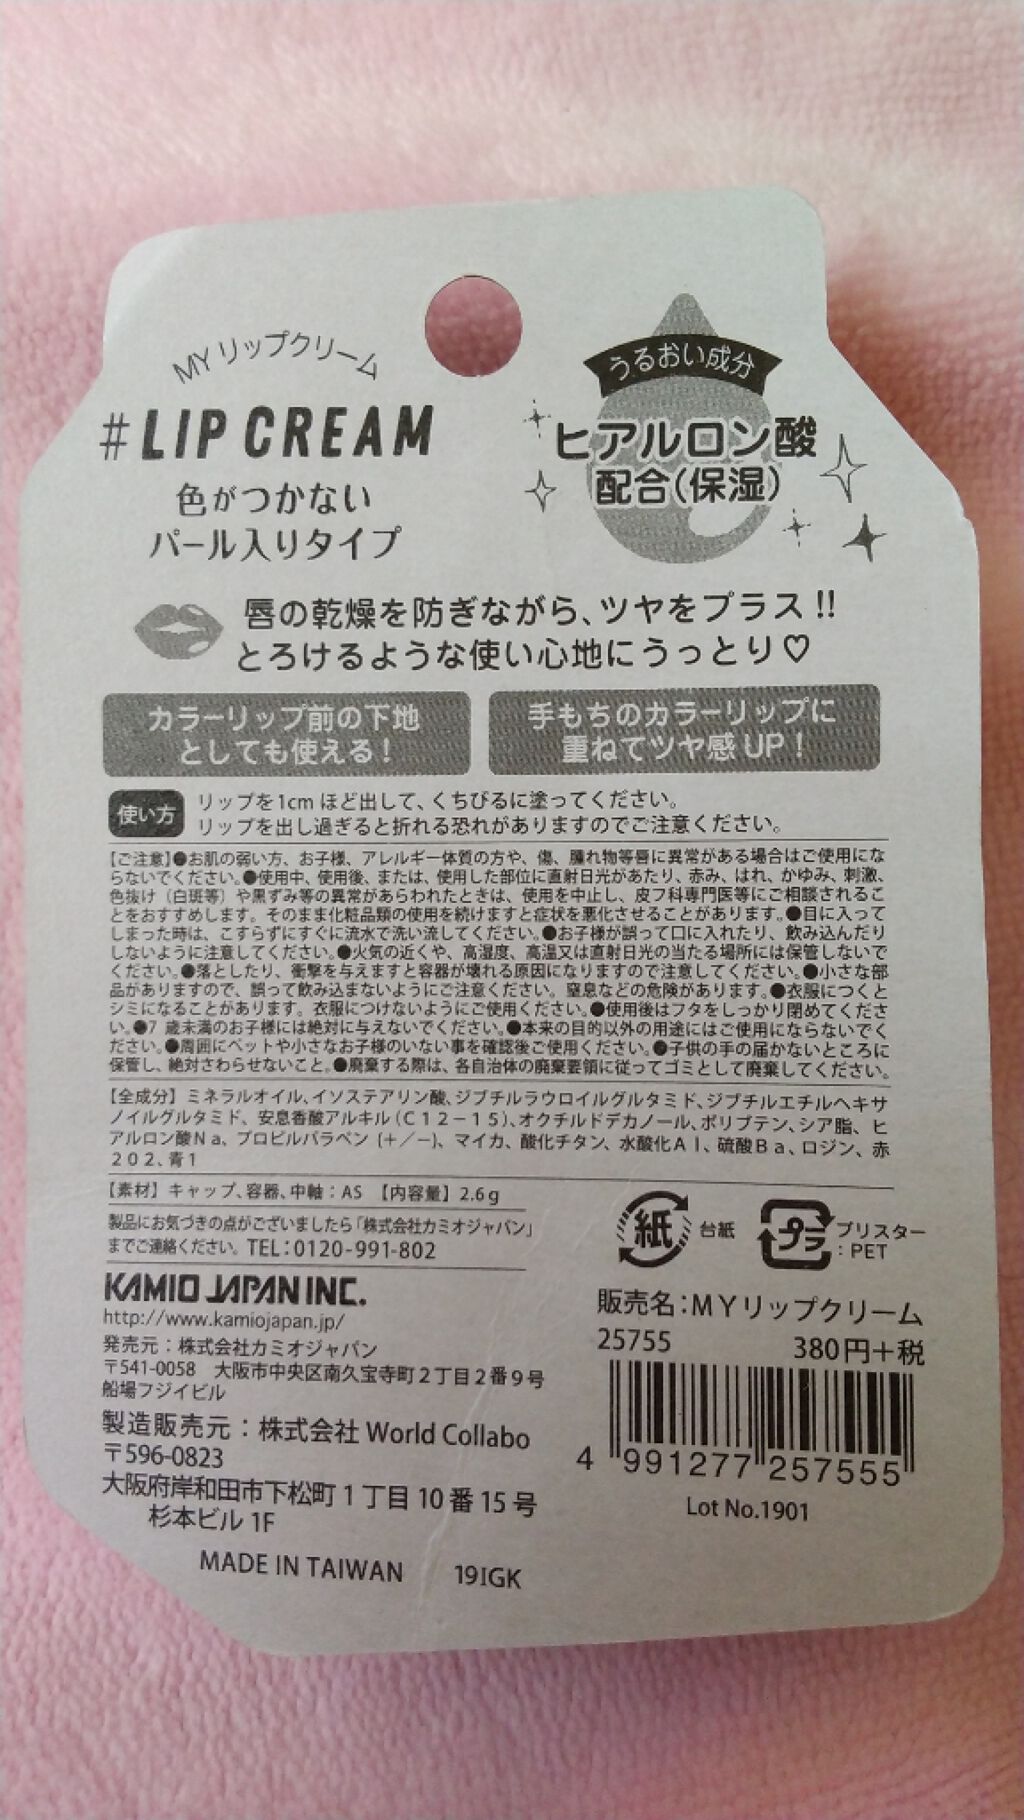 MY リップクリーム
#LIP CREAM
色がつかない
パール入りタイプ
うるおい成分
ヒアルロン酸
配合(保湿)
唇の乾燥を防ぎながら、ツヤをプラス!!
とろけるような使い心地にうっとり♡
カラーリップ前の下地
としても使える!
手もちのカラーリップに
重ねてツヤ感UP!
使い方
リップを1cmほど出して、くちびるに塗ってください。
リップを出し過ぎると折れる恐れがありますのでご注意ください。
【ご注意】●お肌の弱い方、お子様、アレルギー体質の方や、傷、腫れ物等唇に異常がある場合はご使用にな
らないでください。●使用中、使用後、または、使用した部位に直射日光があたり、赤み、はれ、かゆみ、刺激、
色抜け（白斑等）や黒ずみ等の異常があらわれたときは、使用を中止し、皮フ科専門医等にご相談されるこ
とをおすすめします。そのまま化粧品類の使用を続けますと症状を悪化させることがあります。●目に入って
しまった時は、こすらずにすぐに流水で洗い流してください。●お子様が誤って口に入れたり、飲み込んだり
しないように注意してください。●火気の近くや、高湿度、高温又は直射日光の当たる場所には保管しないで
ください。●落としたり、衝撃を与えますと容器が壊れる原因になりますので注意してください。●小さな部
品がありますので、誤って飲み込まないようにご注意ください。窒息などの危険があります。●衣服につくと
シミになることがあります。衣服につけないようにご使用ください。●使用後はフタをしっかり閉めてくださ
い。●7 歳未満のお子様には絶対に与えないでください。●本来の目的以外の用途にはご使用にならないでく
ださい。●周囲にペットや小さなお子様のいない事を確認後ご使用ください。●子供の手の届かないところに
保管し、絶対さわらせないこと。●廃棄する際は、各自治体の廃棄要領に従ってゴミとして廃棄してください。
【全成分】ミネラルオイル、イソステアリン酸、ジブチルラウロイルグルタミド、ジブチルエチルヘキサ
ノイルグルタミド、安息香酸アルキル（C12－15）、オクチルドデカノール、ポリブテン、シア脂、ヒ
アルロン酸Na、プロピルパラベン（+／−）、マイカ、酸化チタン、水酸化Al、硫酸Ba、ロジン、赤
202、青1
【素材】キャップ、容器、中軸：AS 【内容量】2.6g
製品にお気づきの点がございましたら「株式会社カミオジャパン」
までご連絡ください。TEL：0120-991-802
紙
台紙
プラ
ブリスター
：PET
KAMIO JAPAN INC.
http://www.kamiojapan.jp/
発売元：株式会社カミオジャパン
〒541-0058 大阪市中央区南久宝寺町2丁目2番9号
船場フジイビル
製造販売元：株式会社 World Collabo
〒596-0823
大阪府岸和田市下松町1丁目10番15号
杉本ビル1F
MADE IN TAIWAN 19IGK
販売名：MYリップクリーム
25755 380円＋税
4 991277 257555
Lot No.1901